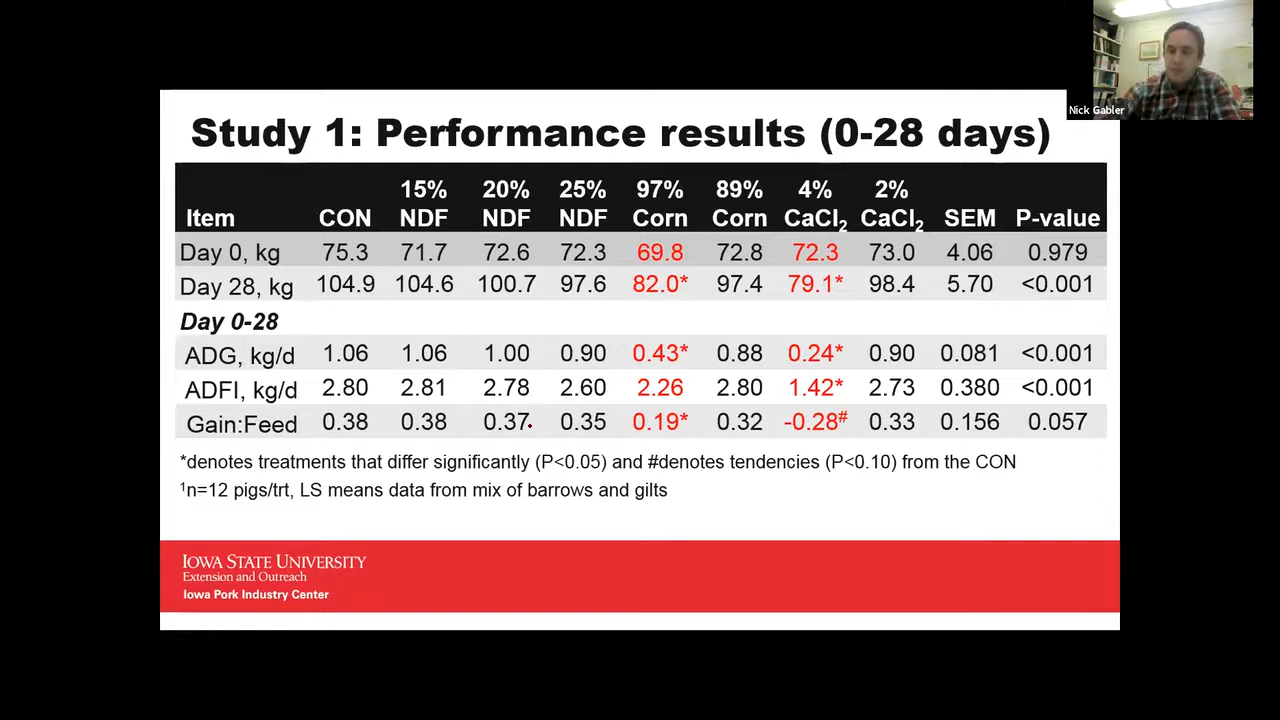 Nick Gabler
Study 1: Performance results (0-28 days)
Item CON 15% NDF 20% NDF 25% NDF 97% Corn 89% Corn 4% CaCl₂ 2% CaCl₂ SEM P-value
Day 0, kg 75.3 71.7 72.6 72.3 69.8 72.8 72.3 73.0 4.06 0.979
Day 28, kg 104.9 104.6 100.7 97.6 82.0* 97.4 79.1* 98.4 5.70 <0.001
Day 0-28
ADG, kg/d 1.06 1.06 1.00 0.90 0.43* 0.88 0.24* 0.90 0.081 <0.001
ADFI, kg/d 2.80 2.81 2.78 2.60 2.26 2.80 1.42* 2.73 0.380 <0.001
Gain:Feed 0.38 0.38 0.37 0.35 0.19* 0.32 -0.28# 0.33 0.156 0.057
*denotes treatments that differ significantly (P<0.05) and #denotes tendencies (P<0.10) from the CON
¹n=12 pigs/trt, LS means data from mix of barrows and gilts
IOWA STATE UNIVERSITY
Extension and Outreach
Iowa Pork Industry Center